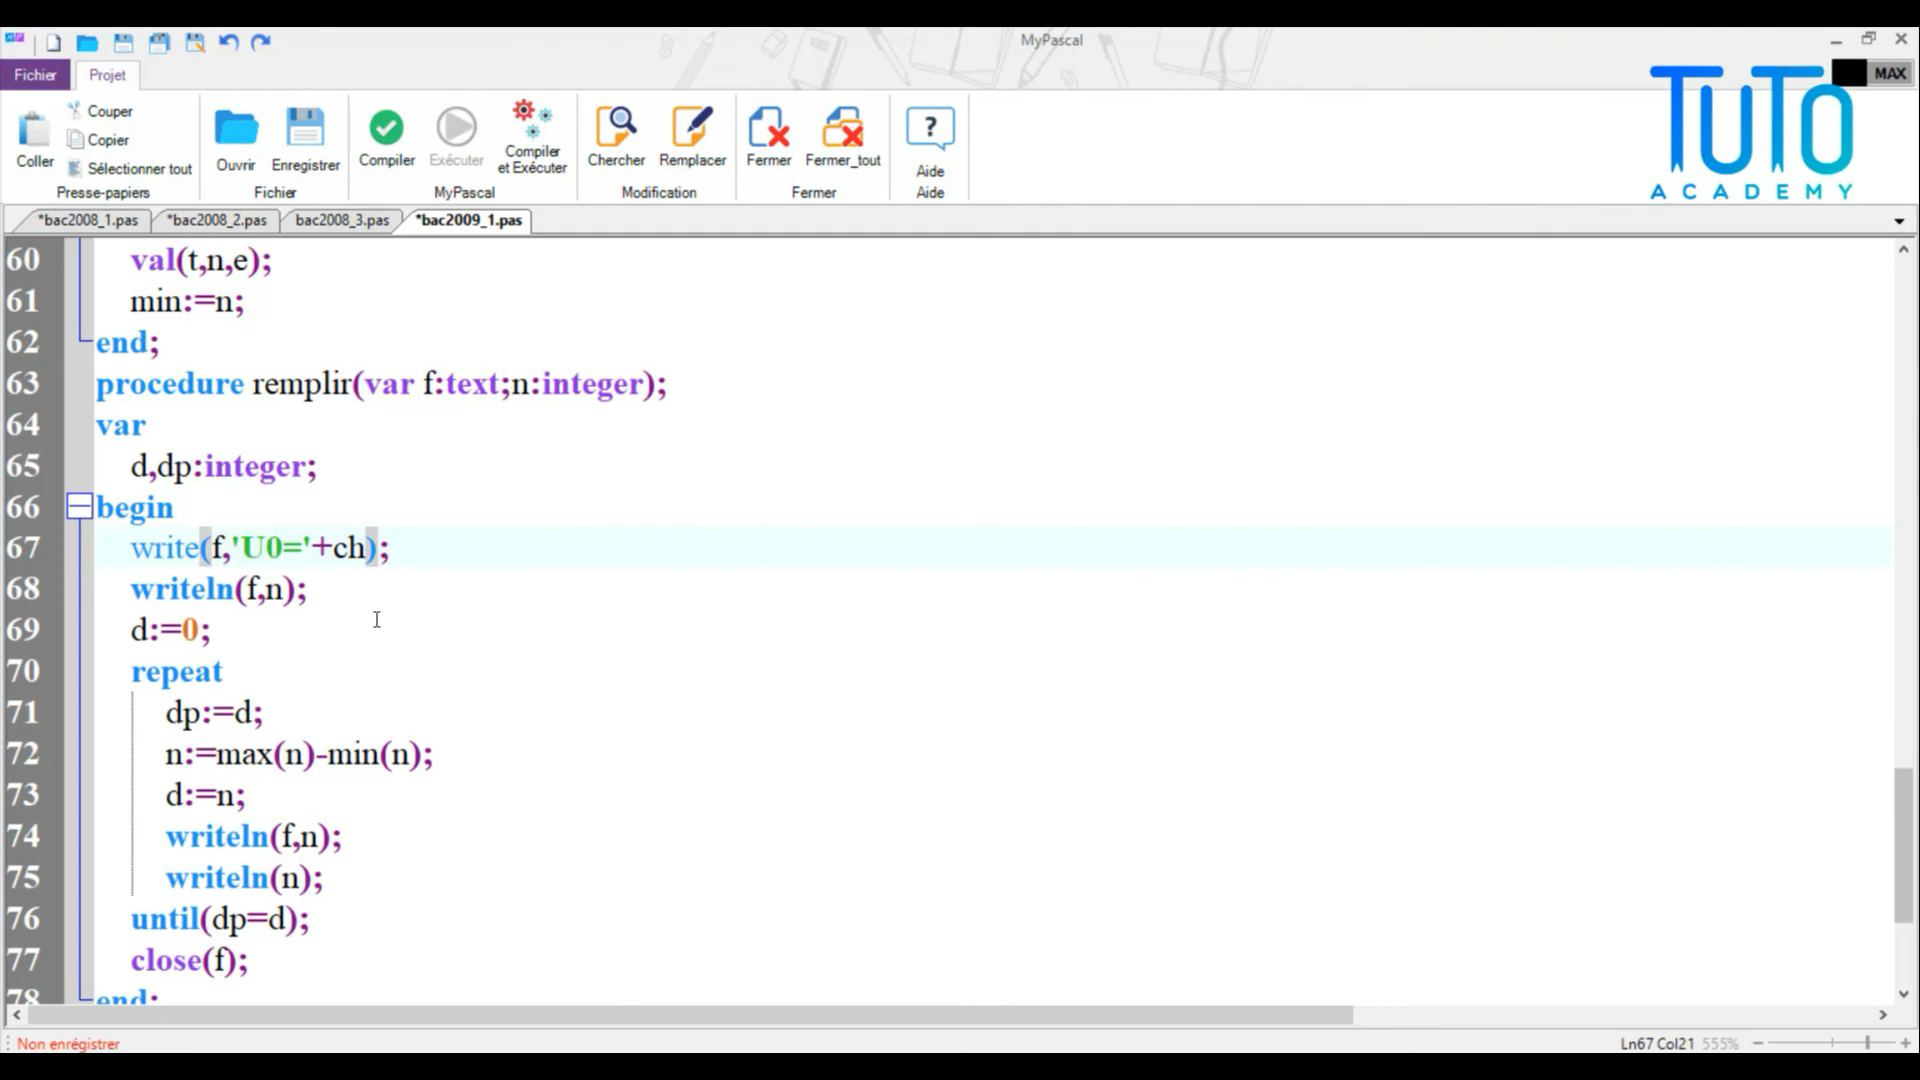 MyPascal
Fichier
Projet
MAX
TUTO
ACADEMY
Coller
Couper
Copier
Sélectionner tout
Presse-papiers
Ouvrir
Enregistrer
Fichier
Compiler
Exécuter
Compiler
et Exécuter
MyPascal
Chercher
Remplacer
Modification
Fermer
Fermer_tout
Fermer
?
Aide
Aide
*bac2008_1.pas
*bac2008_2.pas
bac2008_3.pas
*bac2009_1.pas
60 val(t,n,e);
61 min:=n;
62 end;
63 procedure remplir(var f:text;n:integer);
64 var
65 d,dp:integer;
66 begin
67 write(f,'U0='+ch);
68 writeln(f,n);
69 d:=0;
70 repeat
71 dp:=d;
72 n:=max(n)-min(n);
73 d:=n;
74 writeln(f,n);
75 writeln(n);
76 until(dp=d);
77 close(f);
78 end;
Non enrégistrer
Ln67 Col21 555%